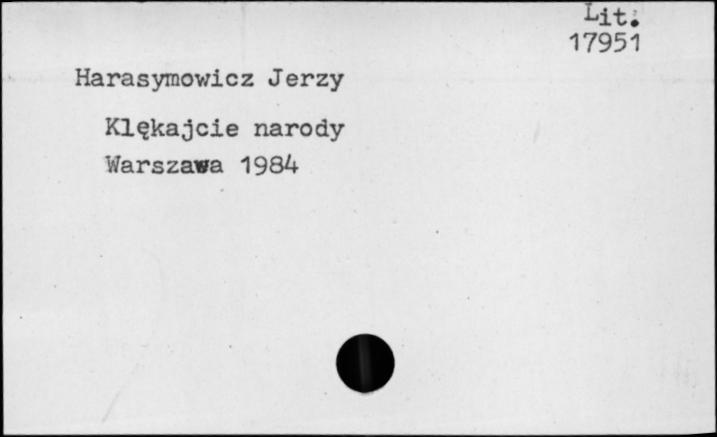 Lit.
17951
Harasymowicz Jerzy
Klękajcie narody
Warszawa 1984